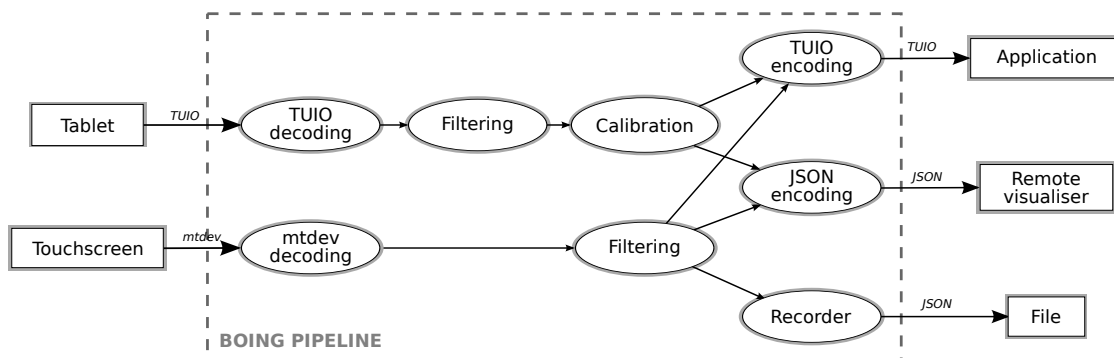 TUIO
encoding
TUIO
Application
TUIO
Tablet
TUIO
decoding
Filtering
Calibration
JSON
encoding
JSON
Remote
visualiser
mtdev
Touchscreen
mtdev
decoding
Filtering
Recorder
JSON
File
BOING PIPELINE